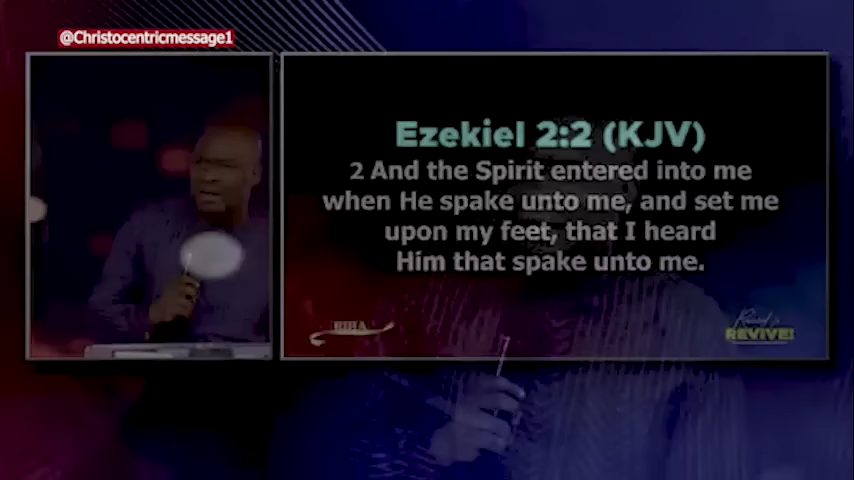 @Christocentricmessage1
Ezekiel 2:2 (KJV)
2 And the Spirit entered into me
when He spake unto me, and set me
upon my feet, that I heard
Him that spake unto me.
REVIVE!